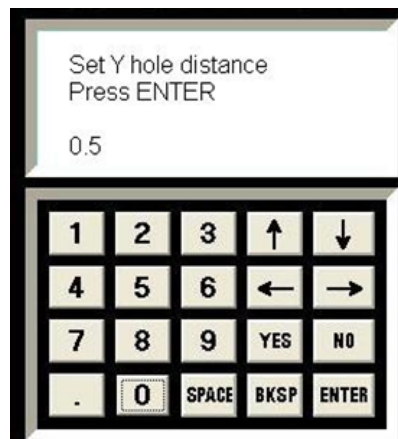 Set Y hole distance
Press ENTER
0.5
1 2 3 ↑ ↓
4 5 6 ← →
7 8 9 YES NO
. 0 SPACE BKSP ENTER